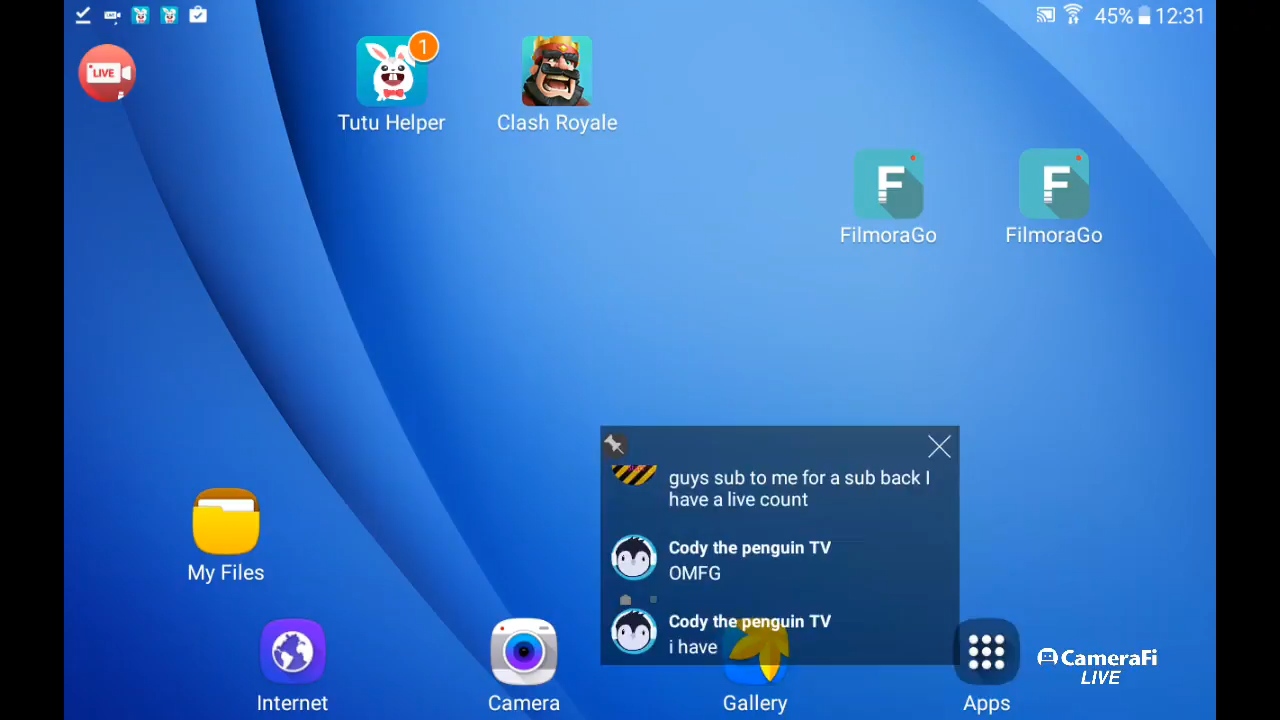 45% 12:31
LIVE
1
Tutu Helper
Clash Royale
F
F
FilmoraGo
FilmoraGo
guys sub to me for a sub back I
have a live count
Cody the penguin TV
OMFG
Cody the penguin TV
i have
My Files
Internet
Camera
Gallery
Apps
CameraFi
LIVE